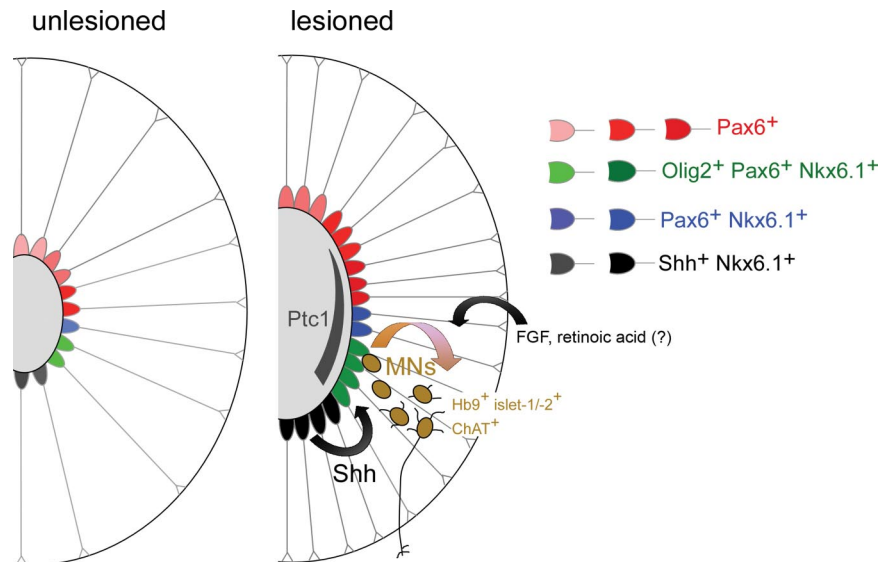 unlesioned
lesioned
Pax6⁺
Olig2⁺ Pax6⁺ Nkx6.1⁺
Pax6⁺ Nkx6.1⁺
Shh⁺ Nkx6.1⁺
Ptc1
FGF, retinoic acid (?)
MNs
Hb9⁺ islet-1/-2⁺
ChAT⁺
Shh